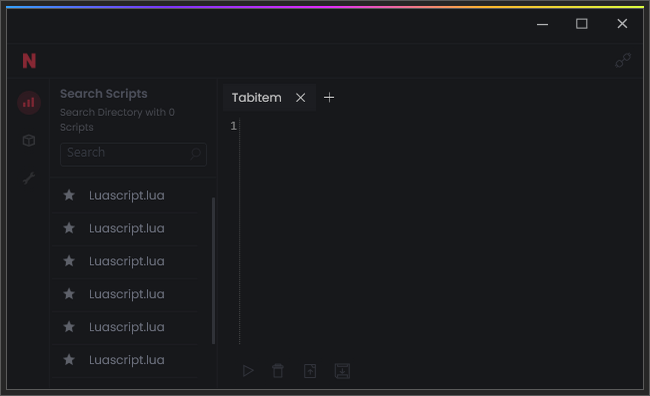 N
Search Scripts
Search Directory with 0
Scripts
Search
Luascript.lua
Luascript.lua
Luascript.lua
Luascript.lua
Luascript.lua
Luascript.lua
Tabitem
1